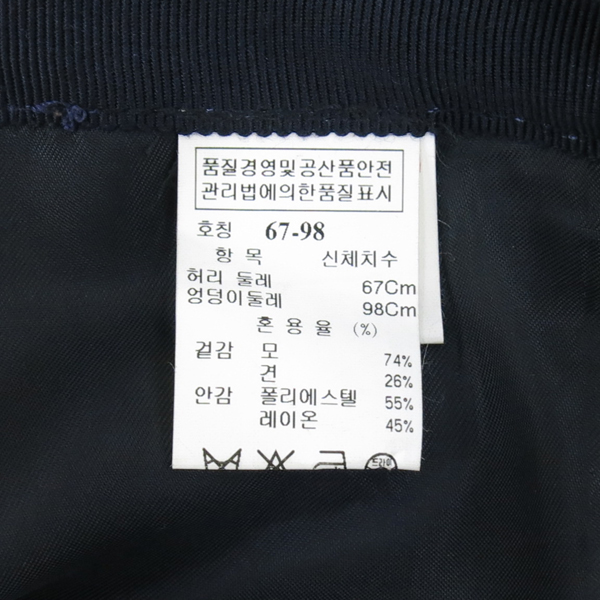 품질경영및공산품안전
관리법에의한품질표시
호칭 67-98
항 목 신체치수
허리 둘레 67Cm
엉덩이둘레 98Cm
혼 용 율 (%)
겉감 모 74%
견 26%
안감 폴리에스텔 55%
레이온 45%
드라이